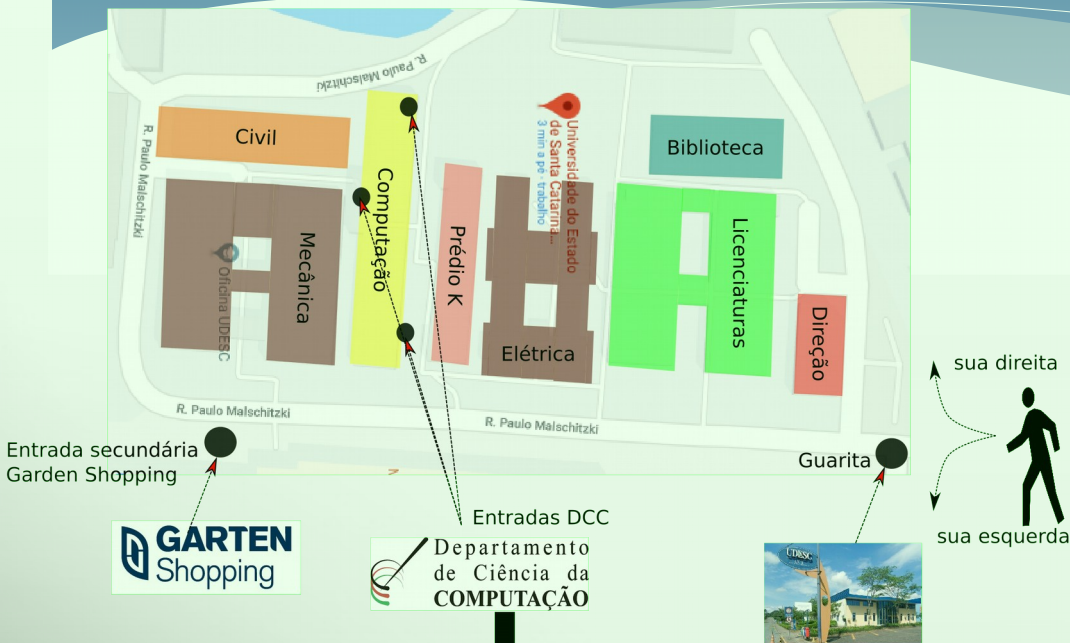 R. Paulo Malschitzki
R. Paulo Malschitzki
Civil
Computação
Universidade do Estado
de Santa Catarina...
3 min a pé - trabalho
Biblioteca
Mecânica
Oficina UDESC
Prédio K
Elétrica
Licenciaturas
Direção
sua direita
R. Paulo Malschitzki
R. Paulo Malschitzki
Entrada secundária
Garden Shopping
Guarita
sua esquerda
Entradas DCC
GARTEN
Shopping
Departamento
de Ciência da
COMPUTAÇÃO
UDESC